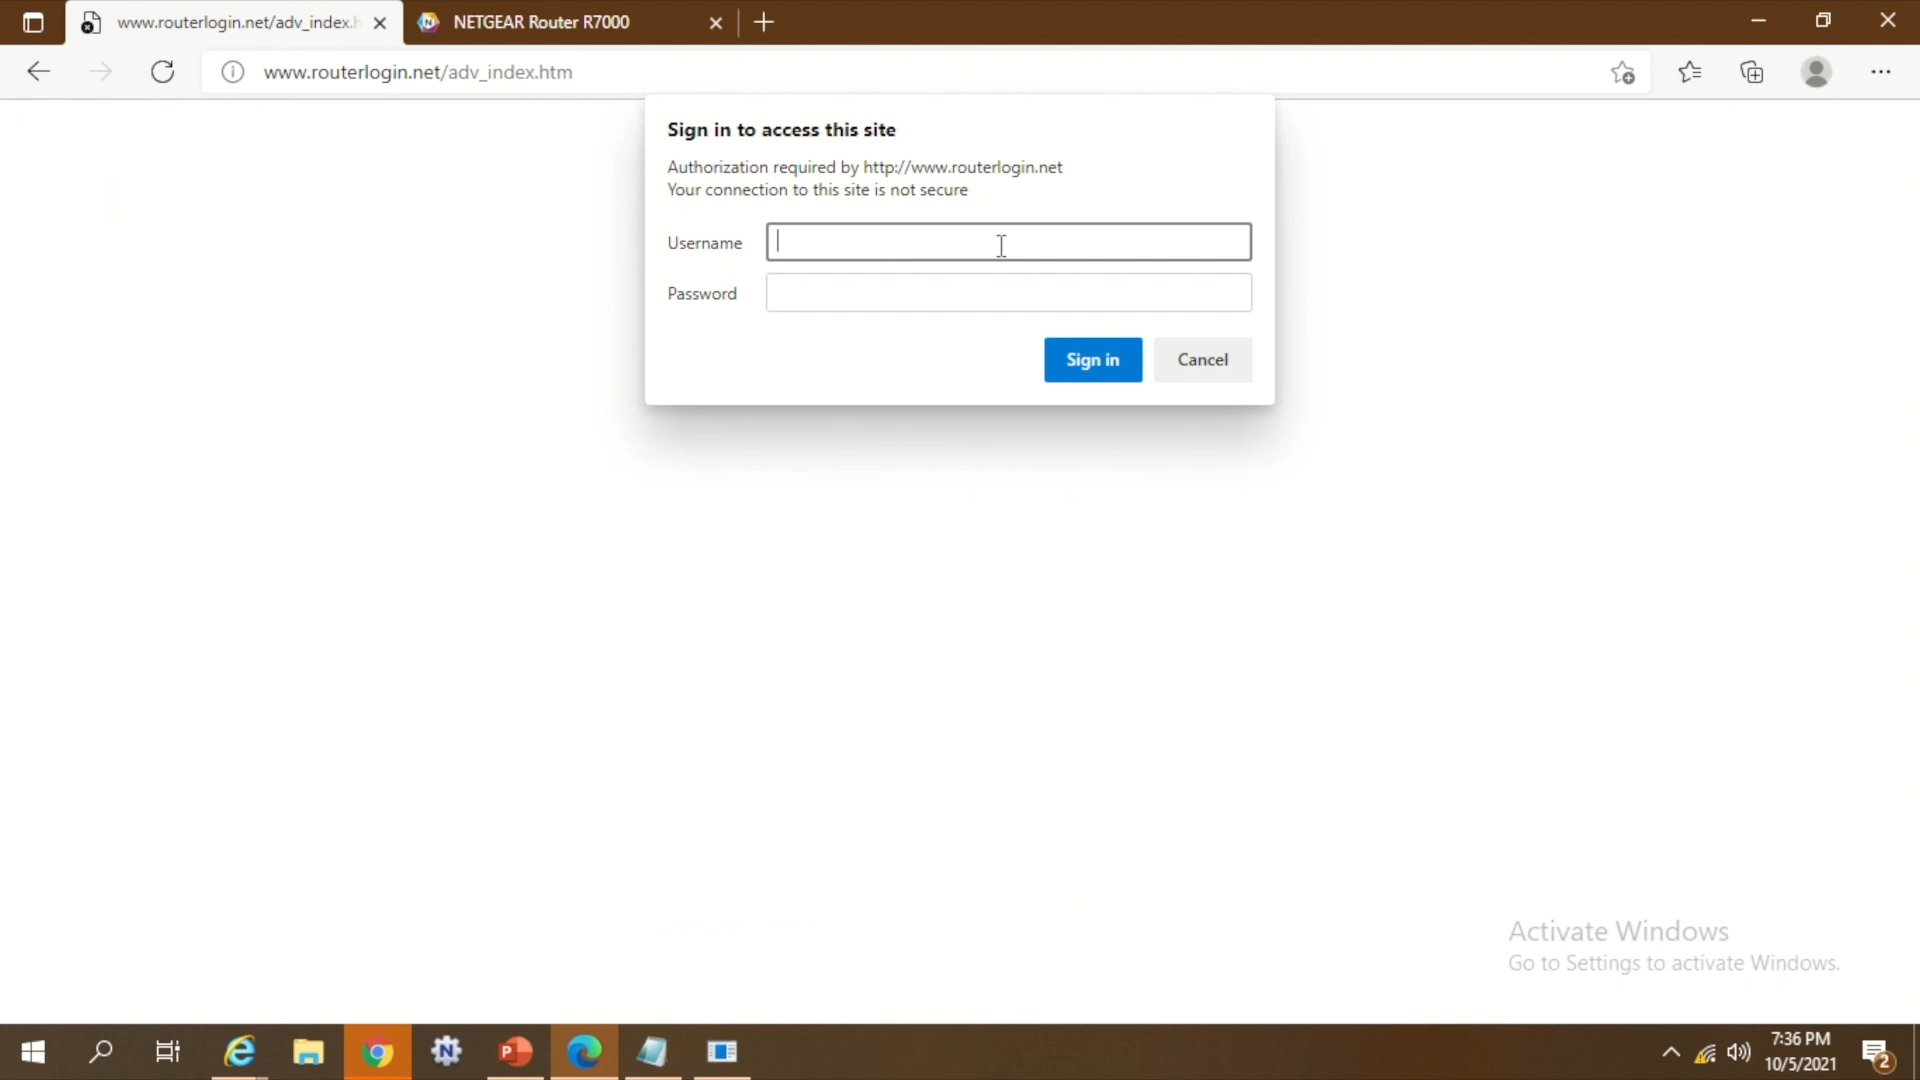 www.routerlogin.net/adv_index.h
NETGEAR Router R7000
www.routerlogin.net/adv_index.htm
Sign in to access this site
Authorization required by http://www.routerlogin.net
Your connection to this site is not secure
Username
Password
Sign in
Cancel
Activate Windows
Go to Settings to activate Windows.
7:36 PM
10/5/2021
2